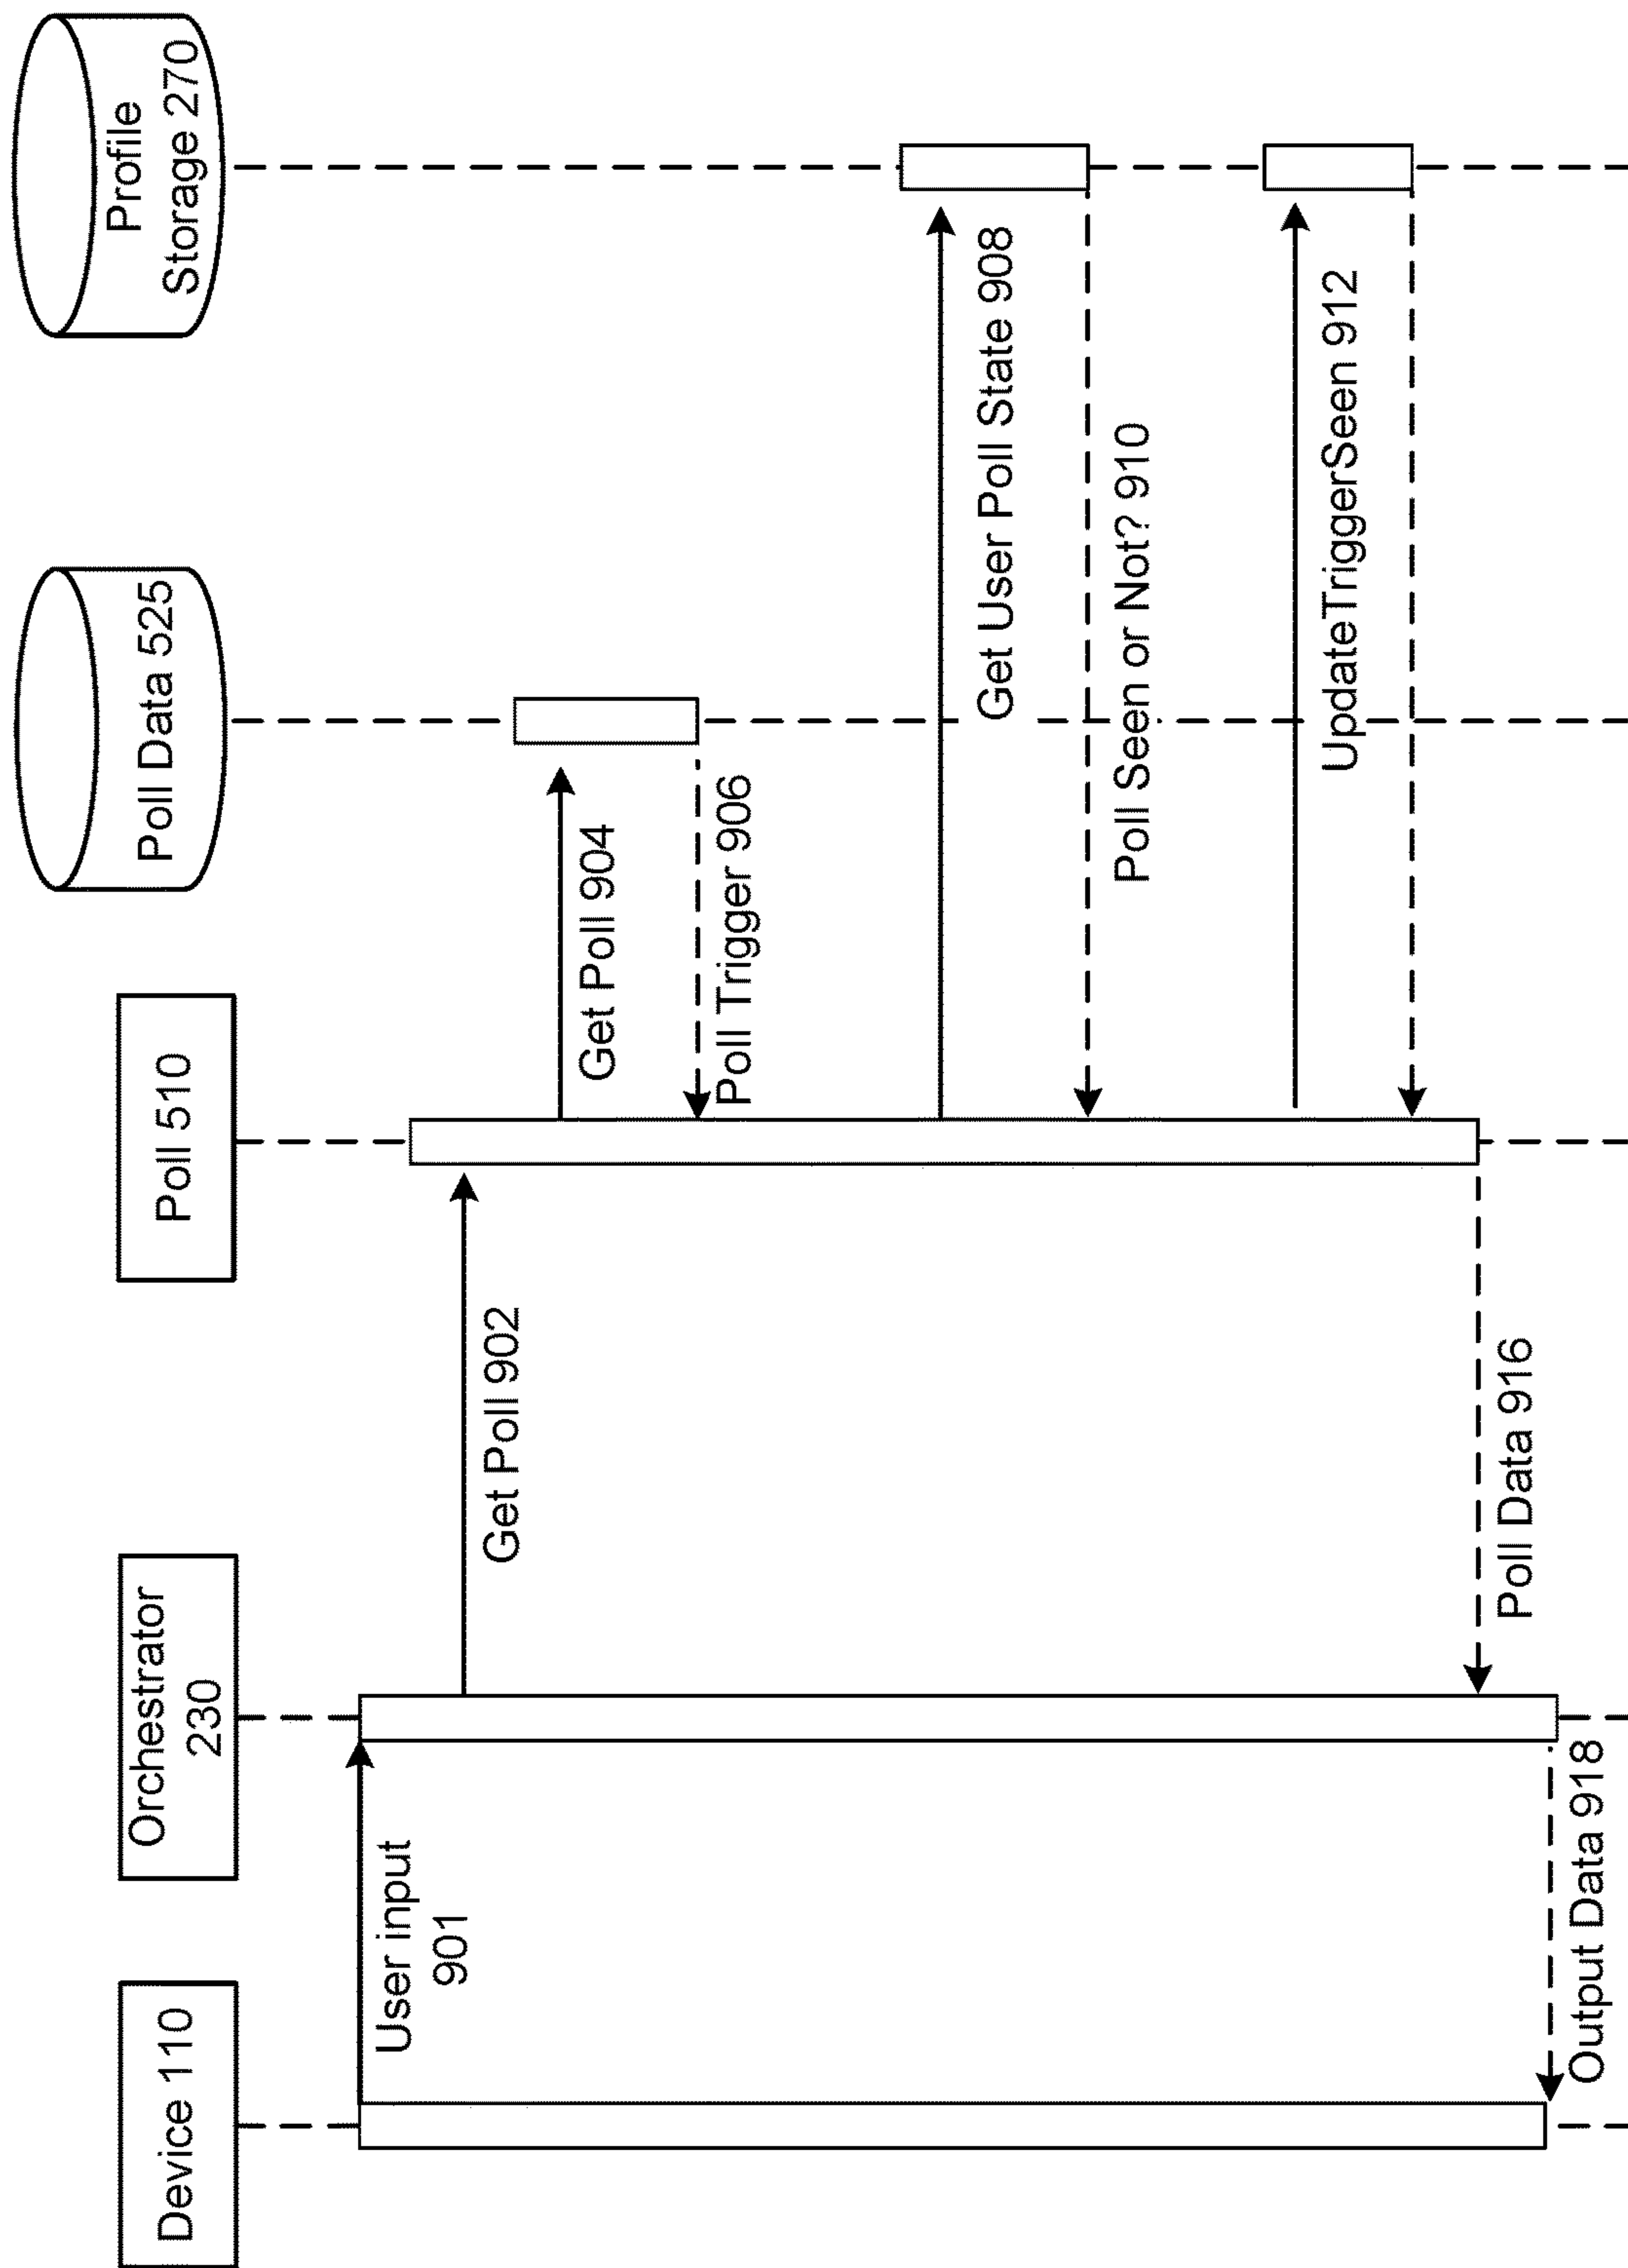 Device 110
Orchestrator
230
Poll 510
Poll Data 525
Profile
Storage 270
User input
901
Get Poll 902
Get Poll 904
Poll Trigger 906
Get User Poll State 908
Poll Seen or Not? 910
UpdateTriggerSeen 912
Poll Data 916
Output Data 918